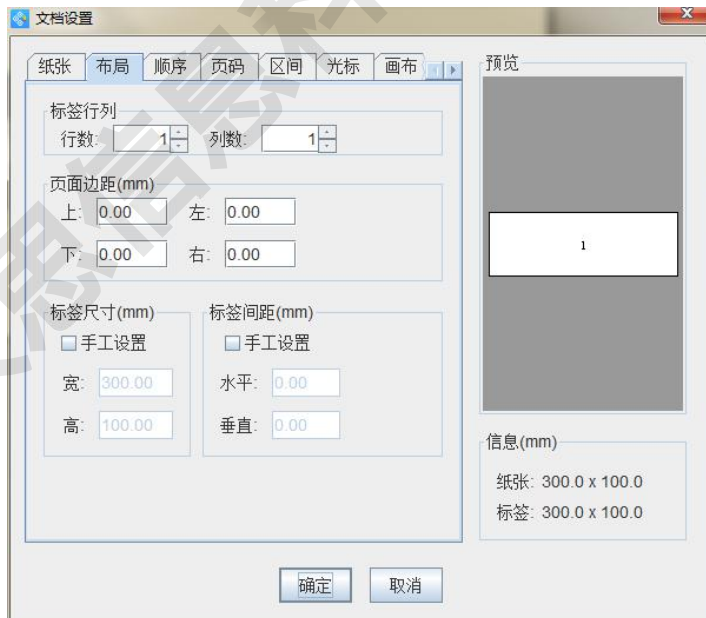 文档设置
纸张 布局 顺序 页码 区间 光标 画布
标签行列
行数: 1 列数: 1
页面边距(mm)
上: 0.00 左: 0.00
下: 0.00 右: 0.00
标签尺寸(mm)
手工设置
宽: 300.00
高: 100.00
标签间距(mm)
手工设置
水平: 0.00
垂直: 0.00
预览
1
信息(mm)
纸张: 300.0 x 100.0
标签: 300.0 x 100.0
确定 取消
思信息科